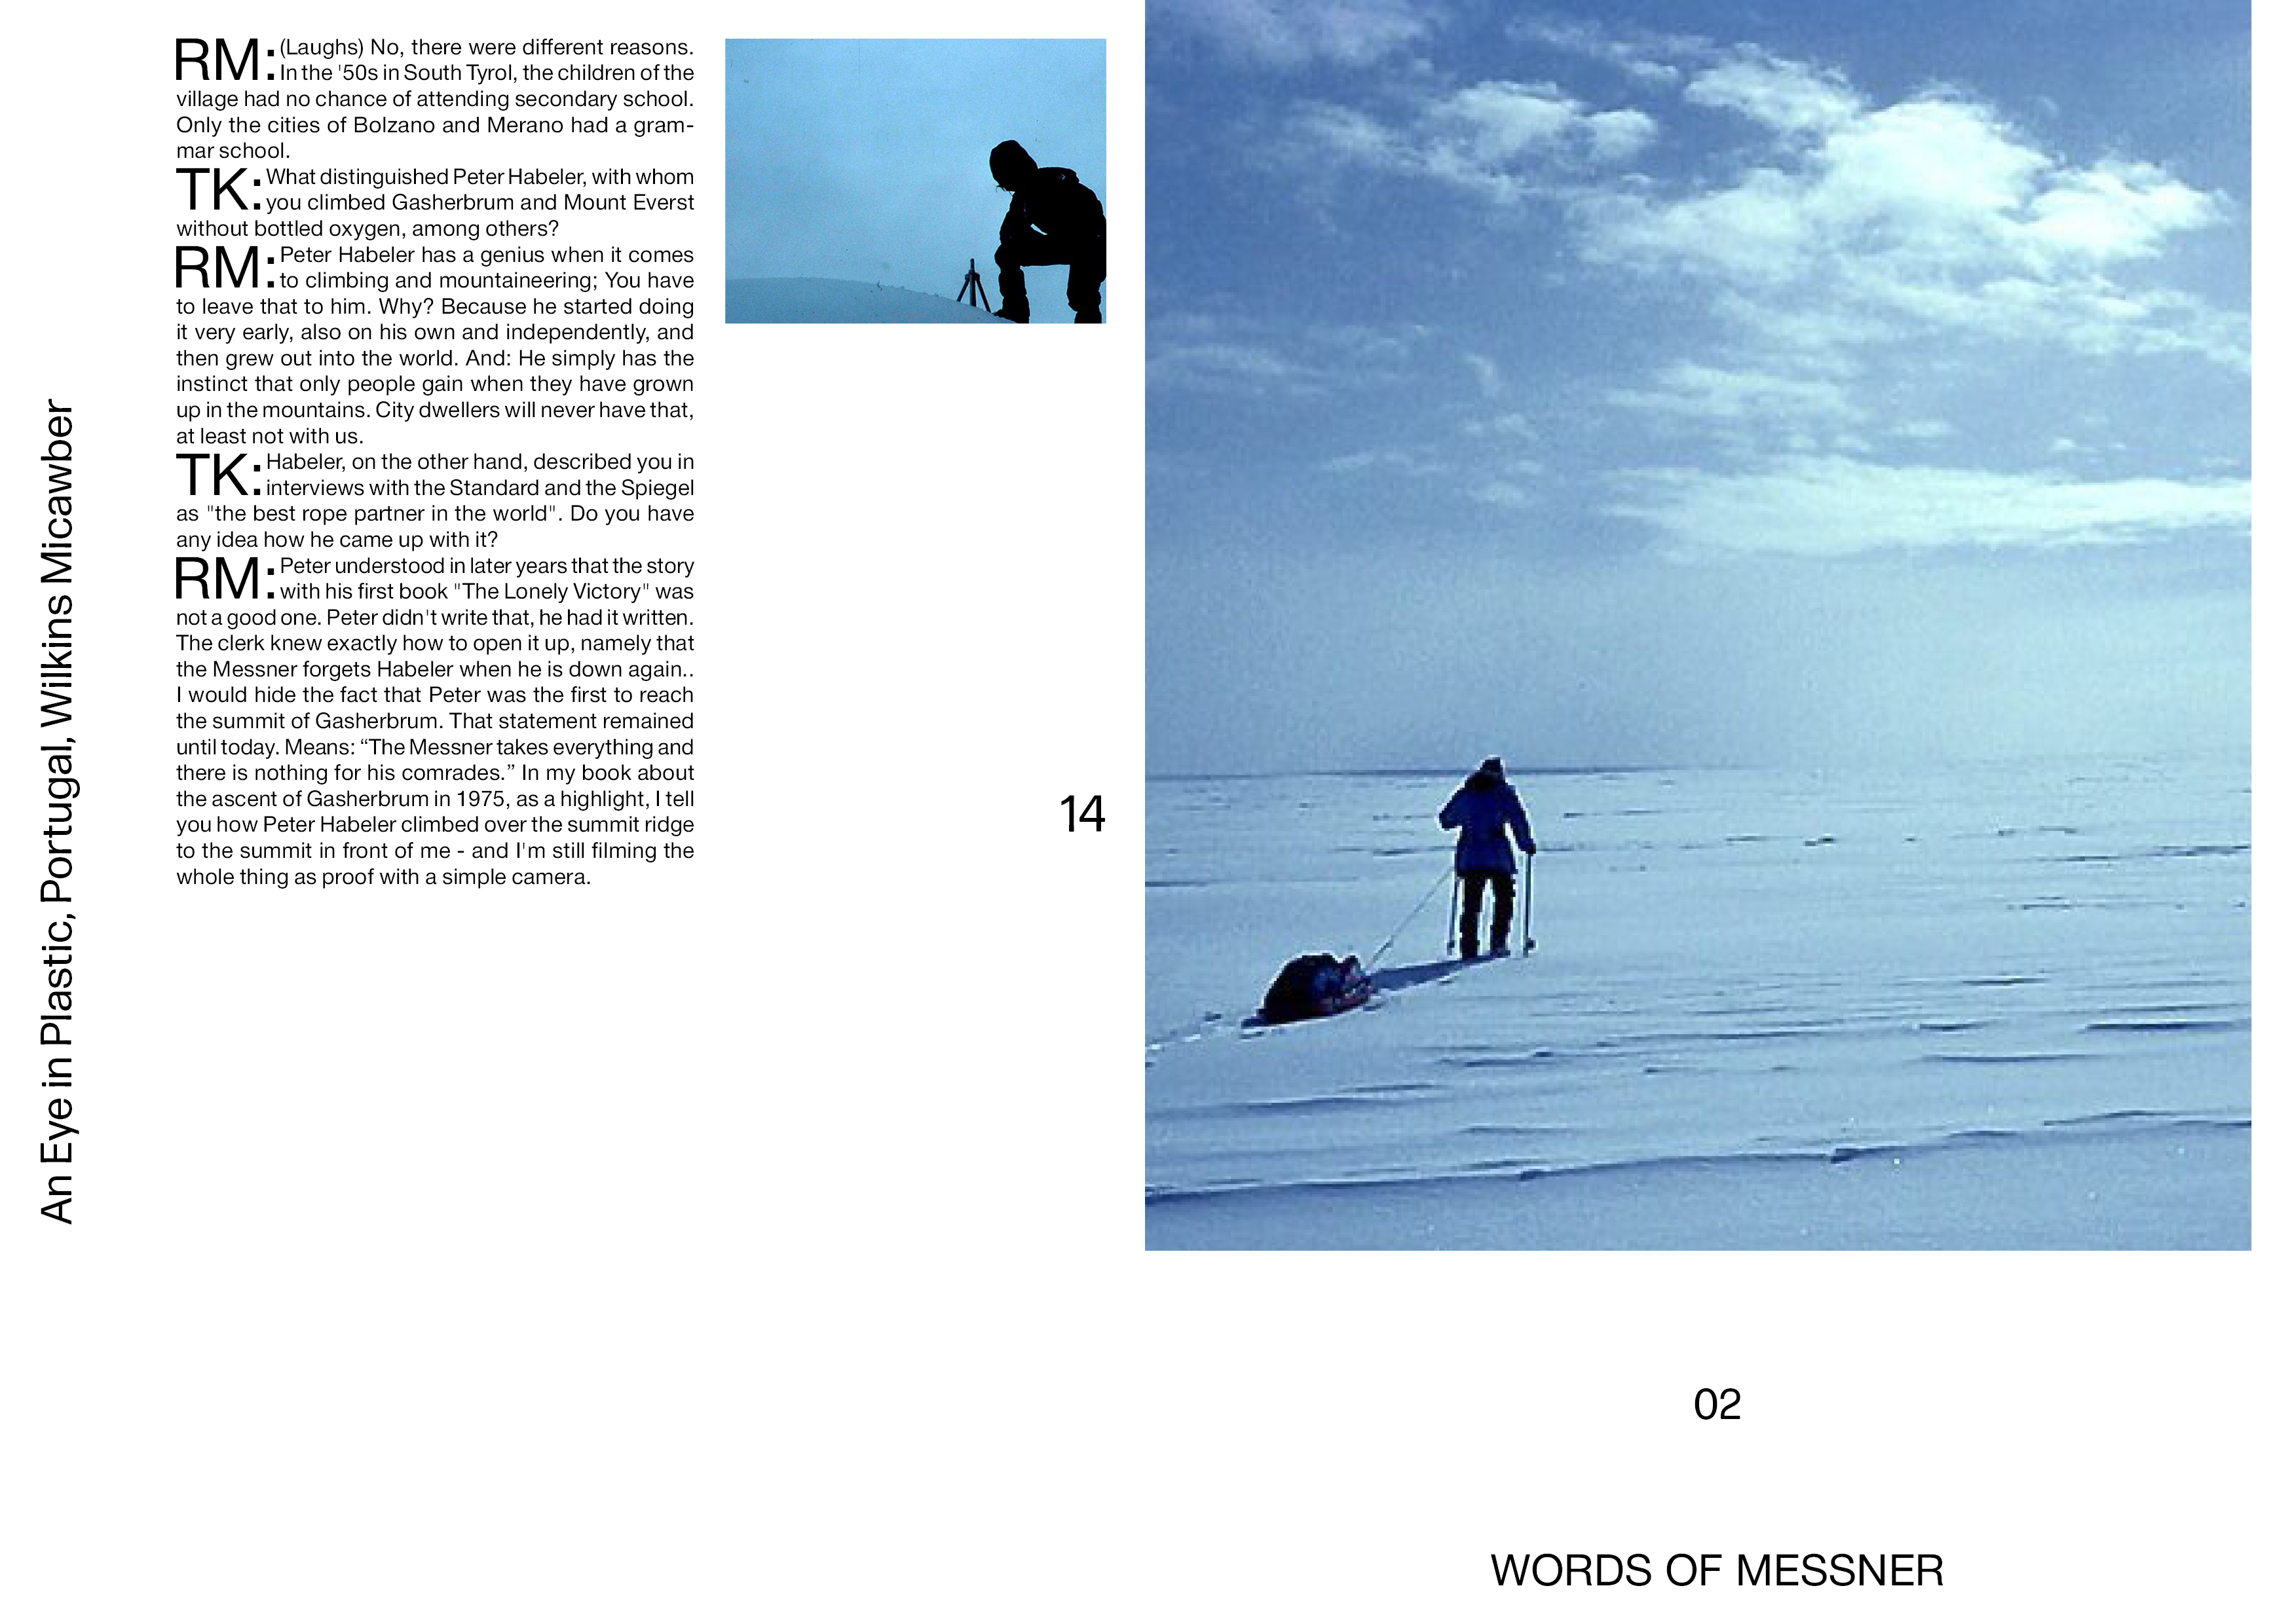 An Eye in Plastic, Portugal, Wilkins Micawber
RM: (Laughs) No, there were different reasons.
In the '50s in South Tyrol, the children of the
village had no chance of attending secondary school.
Only the cities of Bolzano and Merano had a gram-
mar school.
TK: What distinguished Peter Habeler, with whom
you climbed Gasherbrum and Mount Everst
without bottled oxygen, among others?
RM: Peter Habeler has a genius when it comes
to climbing and mountaineering; You have
to leave that to him. Why? Because he started doing
it very early, also on his own and independently, and
then grew out into the world. And: He simply has the
instinct that only people gain when they have grown
up in the mountains. City dwellers will never have that,
at least not with us.
TK: Habeler, on the other hand, described you in
interviews with the Standard and the Spiegel
as "the best rope partner in the world". Do you have
any idea how he came up with it?
RM: Peter understood in later years that the story
with his first book "The Lonely Victory" was
not a good one. Peter didn't write that, he had it written.
The clerk knew exactly how to open it up, namely that
the Messner forgets Habeler when he is down again..
I would hide the fact that Peter was the first to reach
the summit of Gasherbrum. That statement remained
until today. Means: “The Messner takes everything and
there is nothing for his comrades.” In my book about
the ascent of Gasherbrum in 1975, as a highlight, I tell
you how Peter Habeler climbed over the summit ridge
to the summit in front of me - and I'm still filming the
whole thing as proof with a simple camera.
14
02
WORDS OF MESSNER